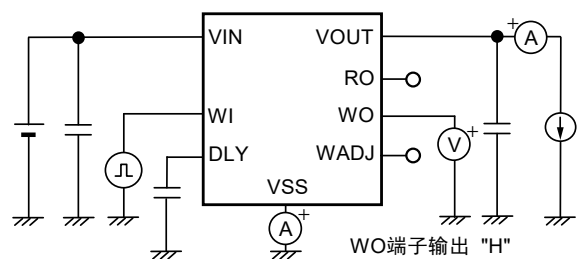 VIN
VOUT
+
A
RO
WI
WO
+
V
DLY
WADJ
VSS
+
A
WO端子输出 "H"